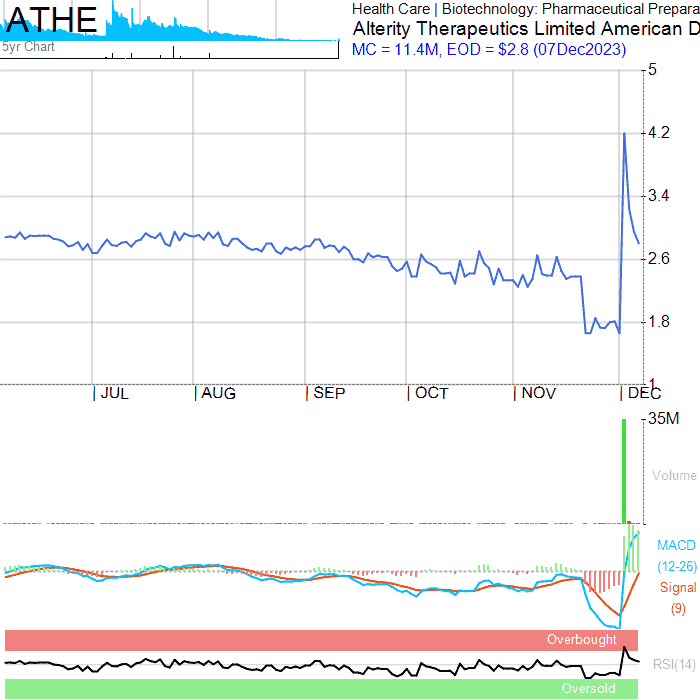 ATHE
5yr Chart
Health Care | Biotechnology: Pharmaceutical Prepara
Alterity Therapeutics Limited American D
MC = 11.4M, EOD = $2.8 (07Dec2023)
5
4.2
3.4
2.6
1.8
1
JUL
AUG
SEP
OCT
NOV
DEC
35M
Volume
MACD
(12-26)
Signal
(9)
Overbought
RSI(14)
Oversold